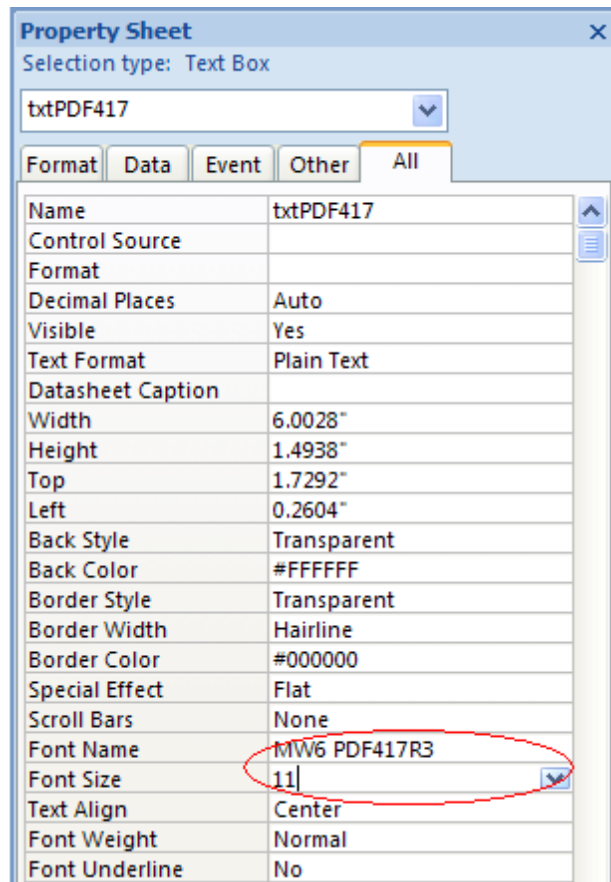 Property Sheet
Selection type: Text Box
txtPDF417
Format Data Event Other All
Name txtPDF417
Control Source
Format
Decimal Places Auto
Visible Yes
Text Format Plain Text
Datasheet Caption
Width 6.0028"
Height 1.4938"
Top 1.7292"
Left 0.2604"
Back Style Transparent
Back Color #FFFFFF
Border Style Transparent
Border Width Hairline
Border Color #000000
Special Effect Flat
Scroll Bars None
Font Name MW6 PDF417R3
Font Size 11
Text Align Center
Font Weight Normal
Font Underline No